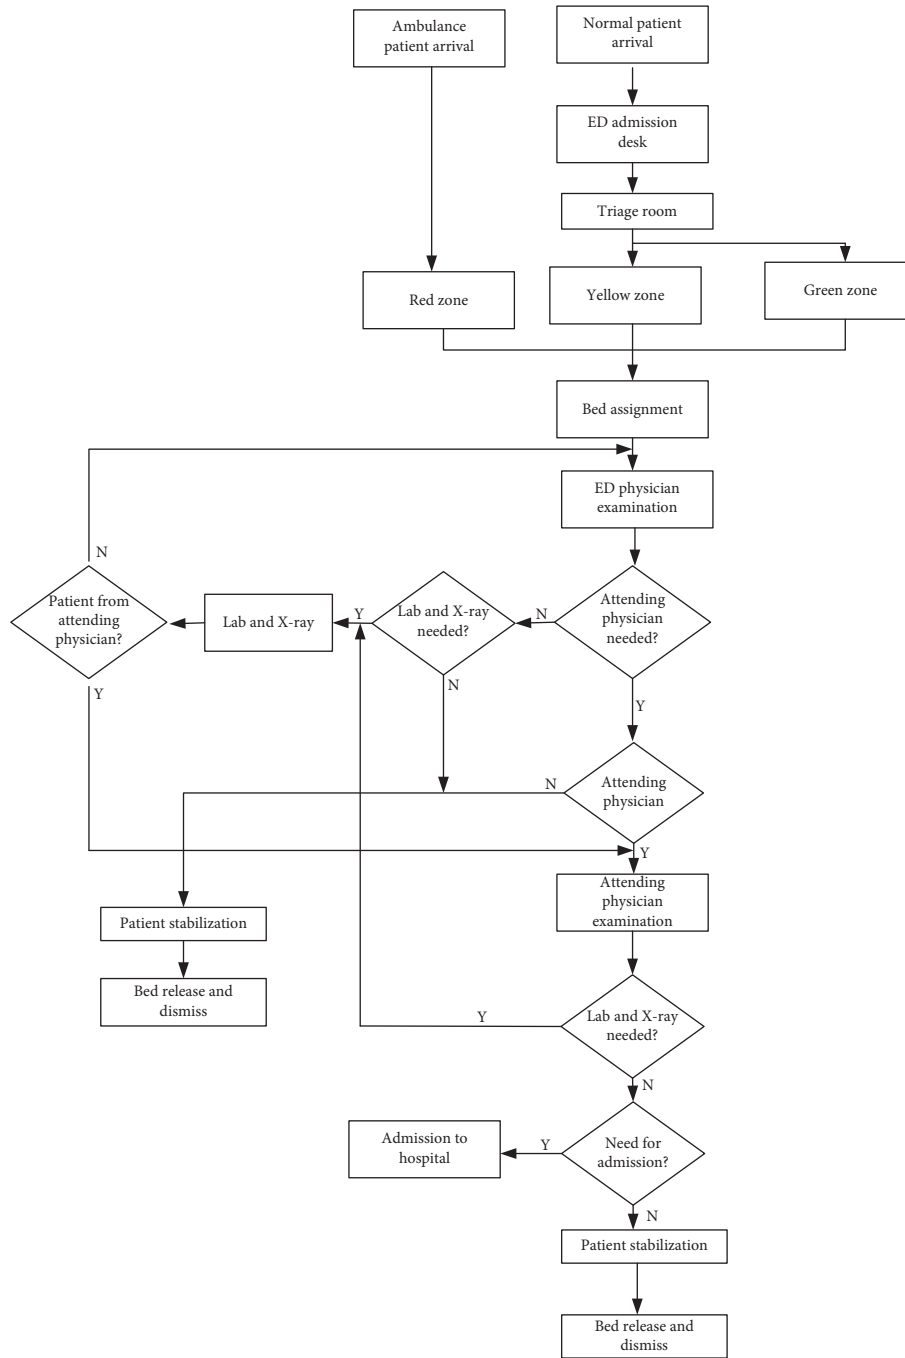 Ambulance
patient arrival
Normal patient
arrival
ED admission
desk
Triage room
Red zone
Yellow zone
Green zone
Bed assignment
ED physician
examination
N
Patient from
attending
physician?
Y
Lab and X-ray
Y
Lab and X-ray
needed?
N
N
Attending
physician
needed?
Y
N
Attending
physician
Y
Attending
physician
examination
Patient stabilization
Bed release and
dismiss
Y
Lab and X-ray
needed?
N
Admission to
hospital
Y
Need for
admission?
N
Patient stabilization
Bed release and
dismiss